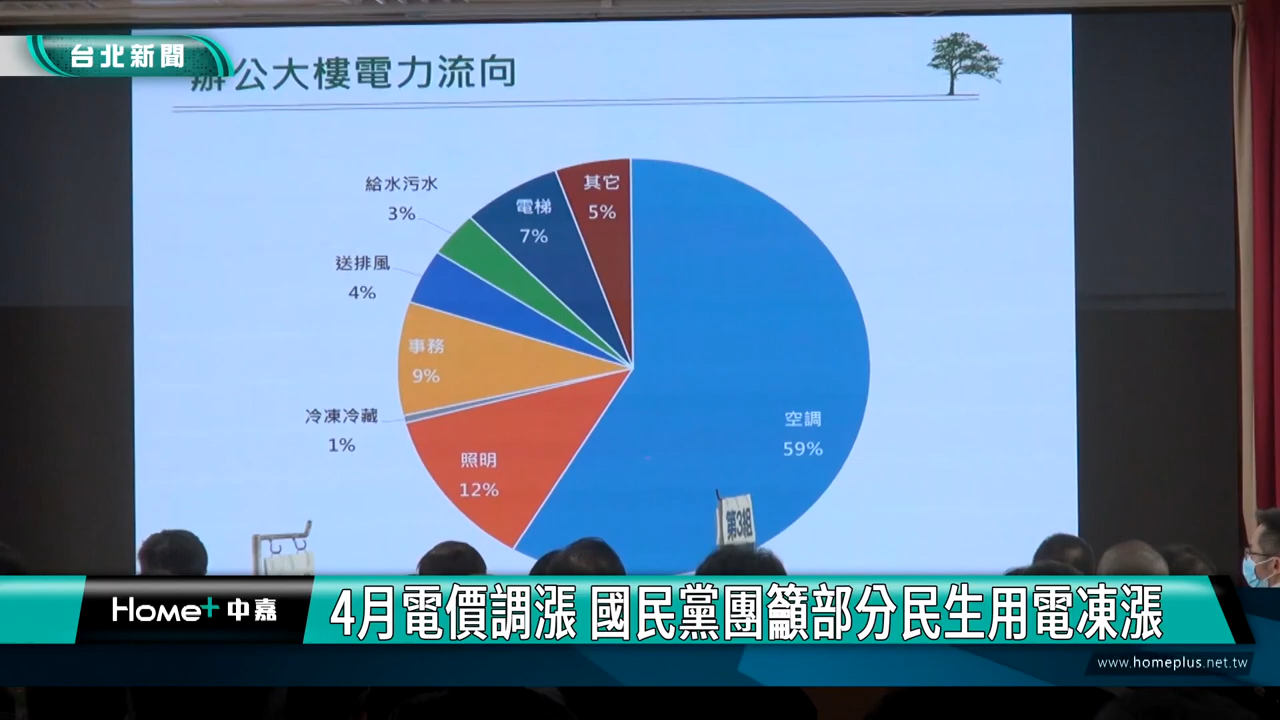 台北新聞
辦公大樓電力流向
給水污水
3%
電梯
7%
其它
5%
送排風
4%
事務
9%
冷凍冷藏
1%
照明
12%
空調
59%
第3組
Home+中嘉
4月電價調漲 國民黨團籲部分民生用電凍漲
www.homeplus.net.tw